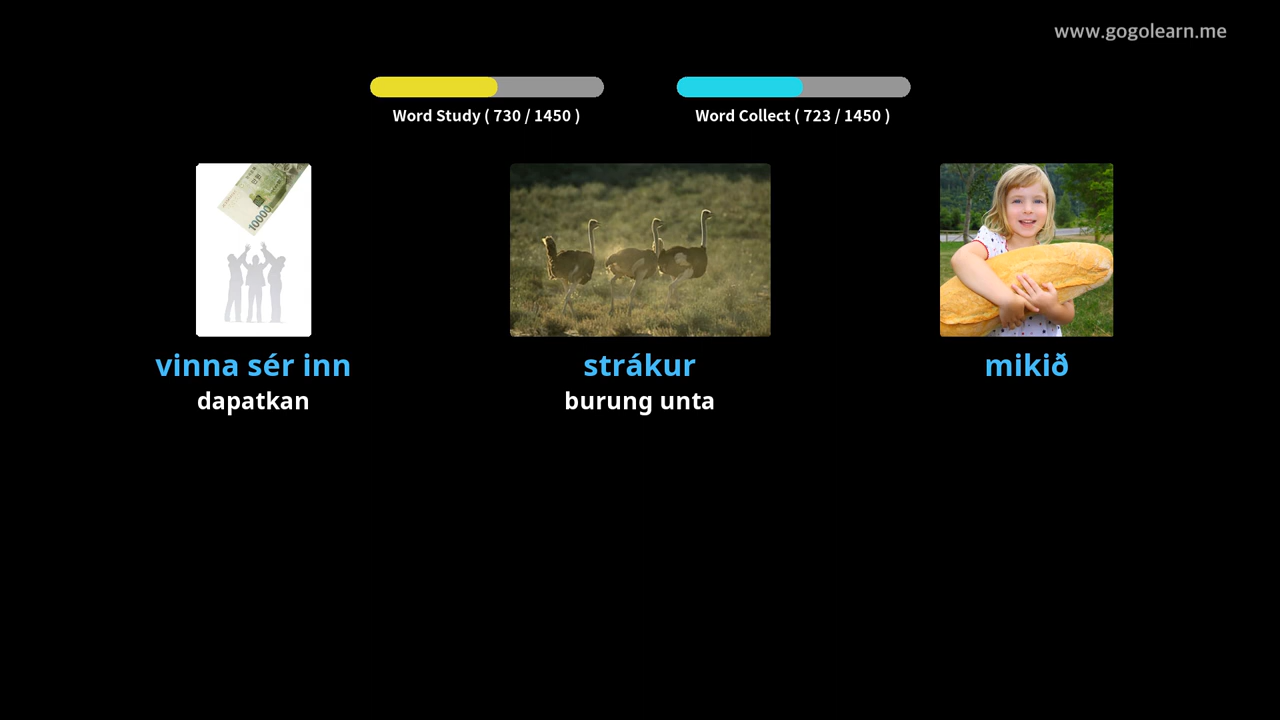 www.gogolearn.me
Word Study ( 730 / 1450 )
Word Collect ( 723 / 1450 )
10000
vinna sér inn
strákur
mikið
dapatkan
burung unta